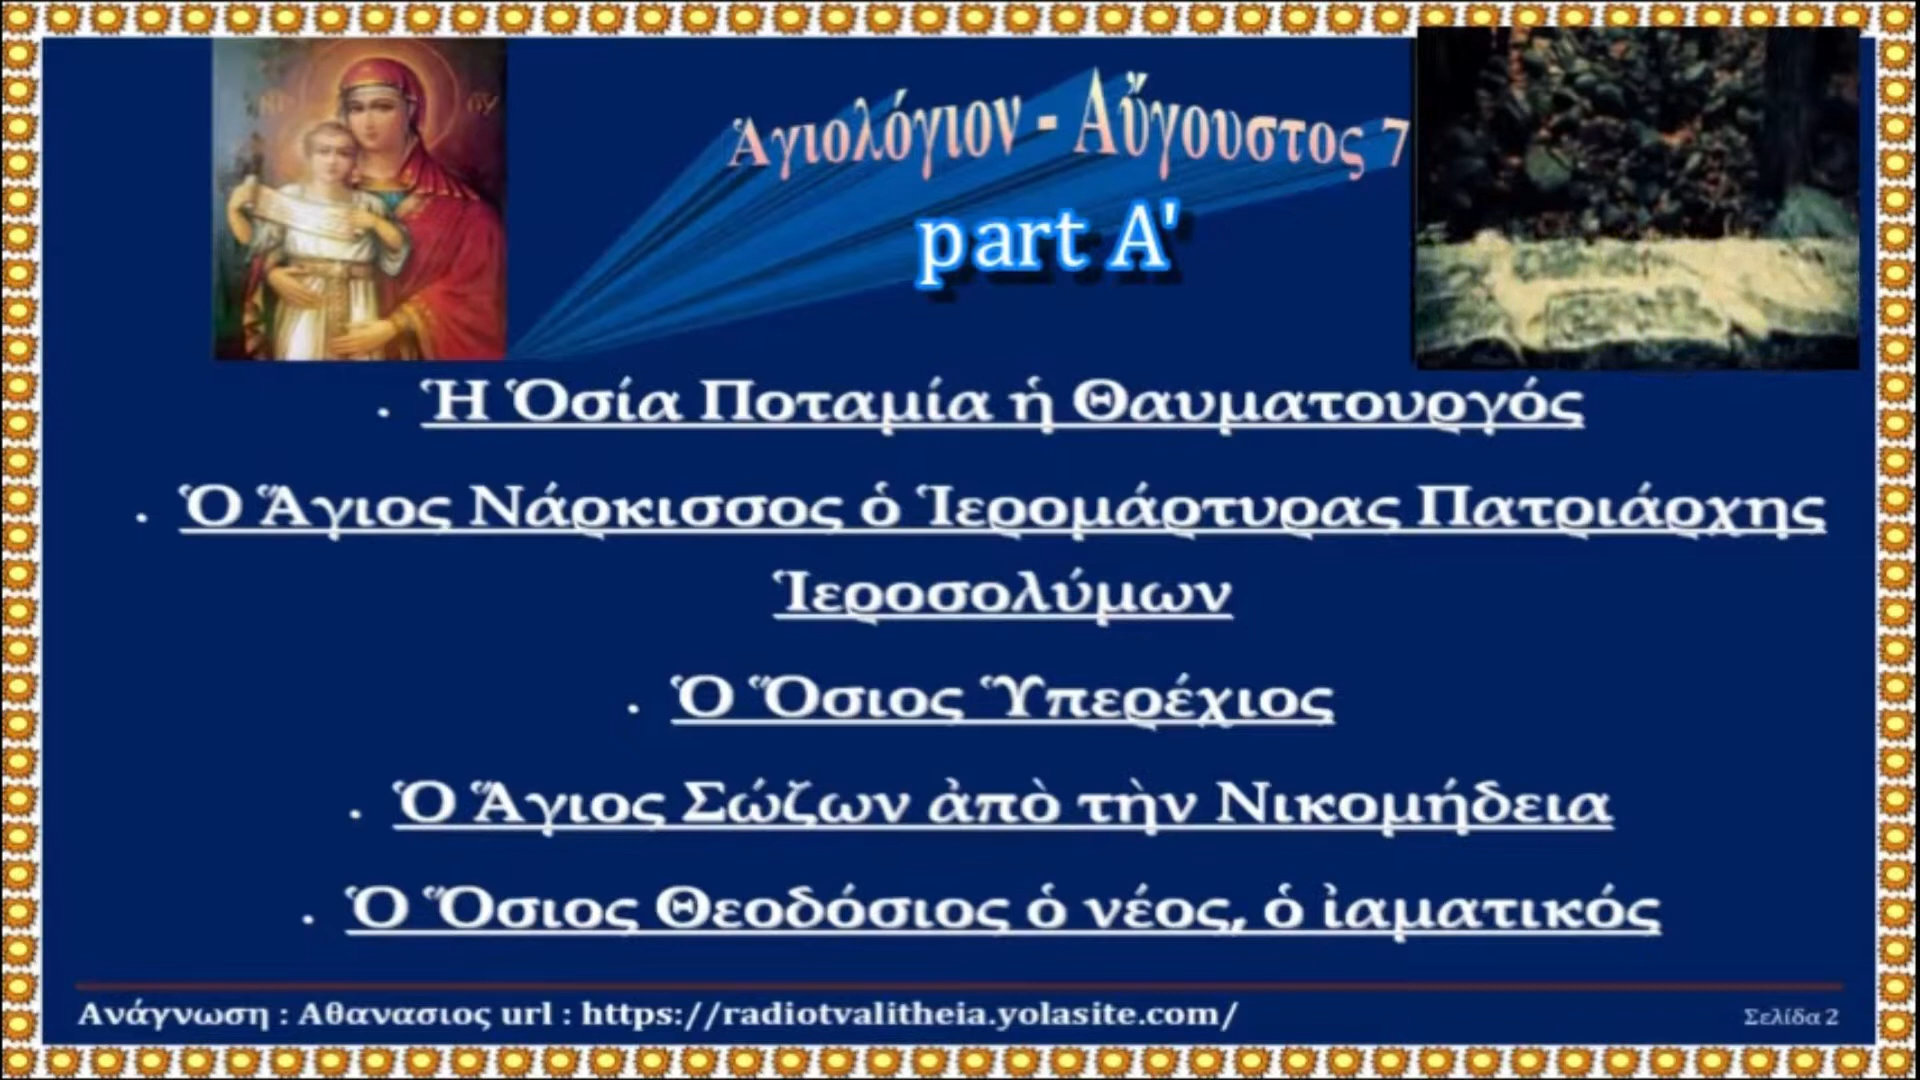 Ἁγιολόγιον - Αὔγουστος 7
part A'
. Ἡ Ὁσία Ποταμία ἡ Θαυματουργός
. Ὁ Ἅγιος Νάρκισσος ὁ Ἱερομάρτυρας Πατριάρχης
Ἱεροσολύμων
. Ὁ Ὅσιος Ὑπερέχιος
. Ὁ Ἅγιος Σώζων ἀπὸ τὴν Νικομήδεια
. Ὁ Ὅσιος Θεοδόσιος ὁ νέος, ὁ ἰαματικός
Ανάγνωση : Αθανασιος url : https://radiotvalitheia.yolasite.com/
Σελίδα 2